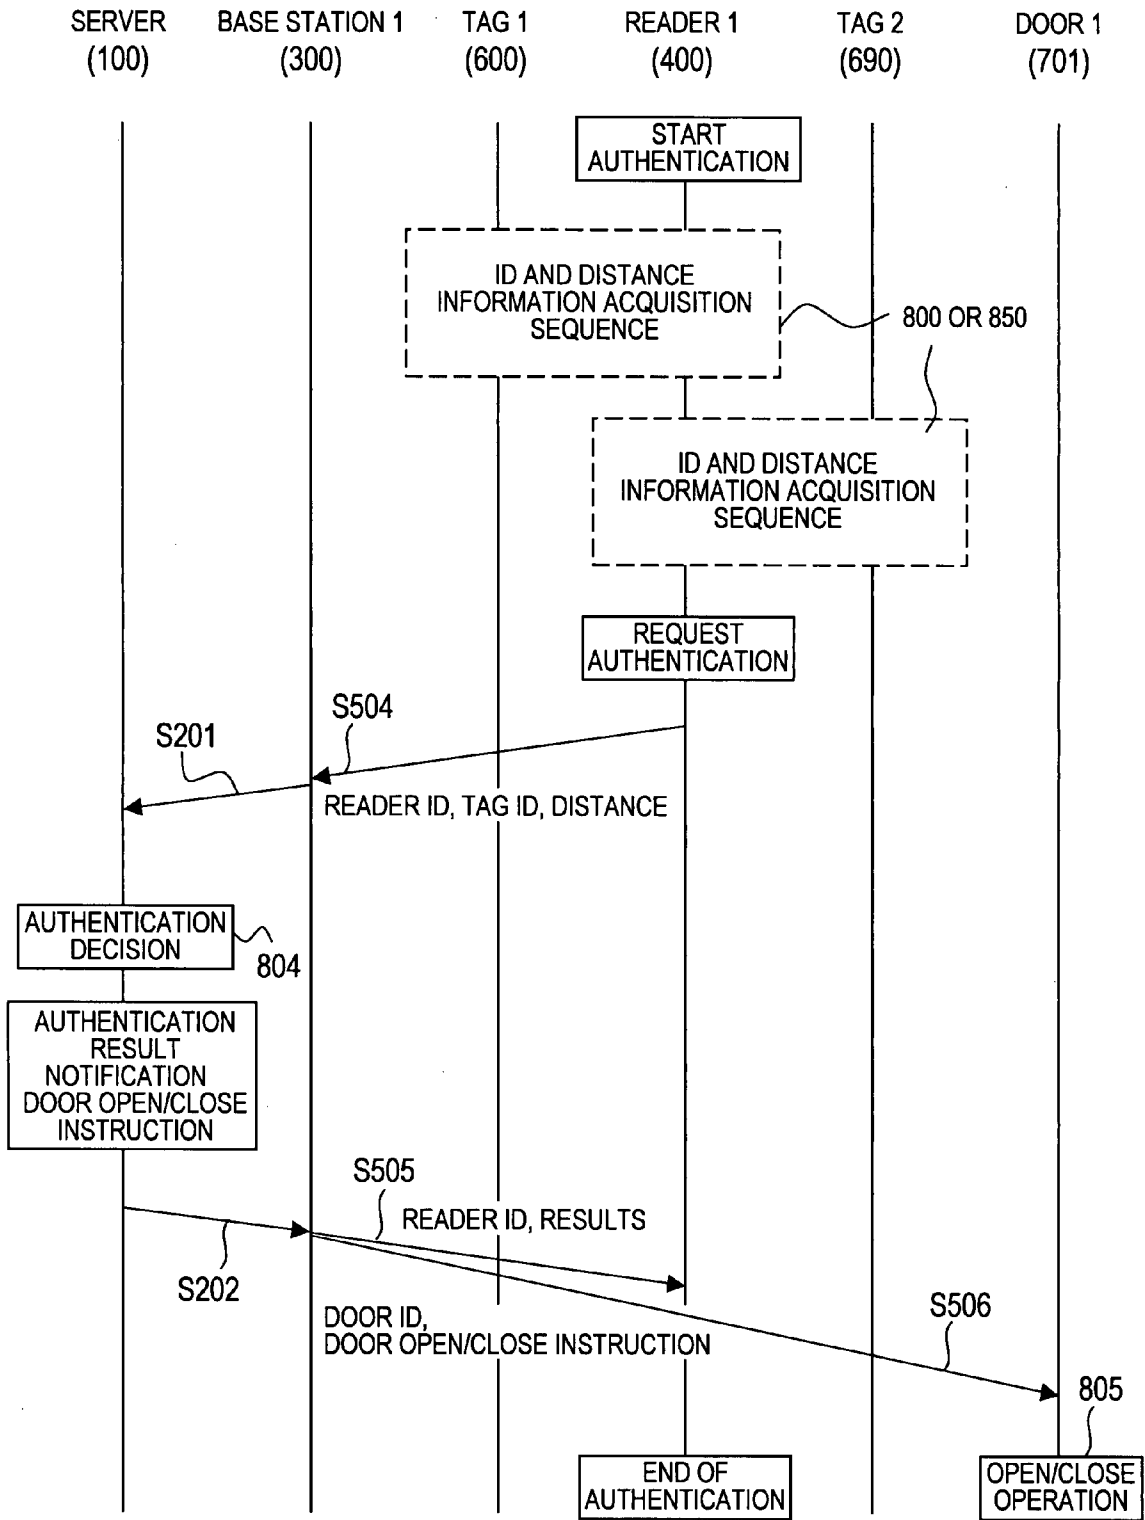 SERVER
(100)
BASE STATION 1
(300)
TAG 1
(600)
READER 1
(400)
TAG 2
(690)
DOOR 1
(701)
START
AUTHENTICATION
ID AND DISTANCE
INFORMATION ACQUISITION
SEQUENCE
800 OR 850
ID AND DISTANCE
INFORMATION ACQUISITION
SEQUENCE
REQUEST
AUTHENTICATION
S504
S201
READER ID, TAG ID, DISTANCE
AUTHENTICATION
DECISION
804
AUTHENTICATION
RESULT
NOTIFICATION
DOOR OPEN/CLOSE
INSTRUCTION
S505
READER ID, RESULTS
S202
DOOR ID,
DOOR OPEN/CLOSE INSTRUCTION
S506
805
END OF
AUTHENTICATION
OPEN/CLOSE
OPERATION